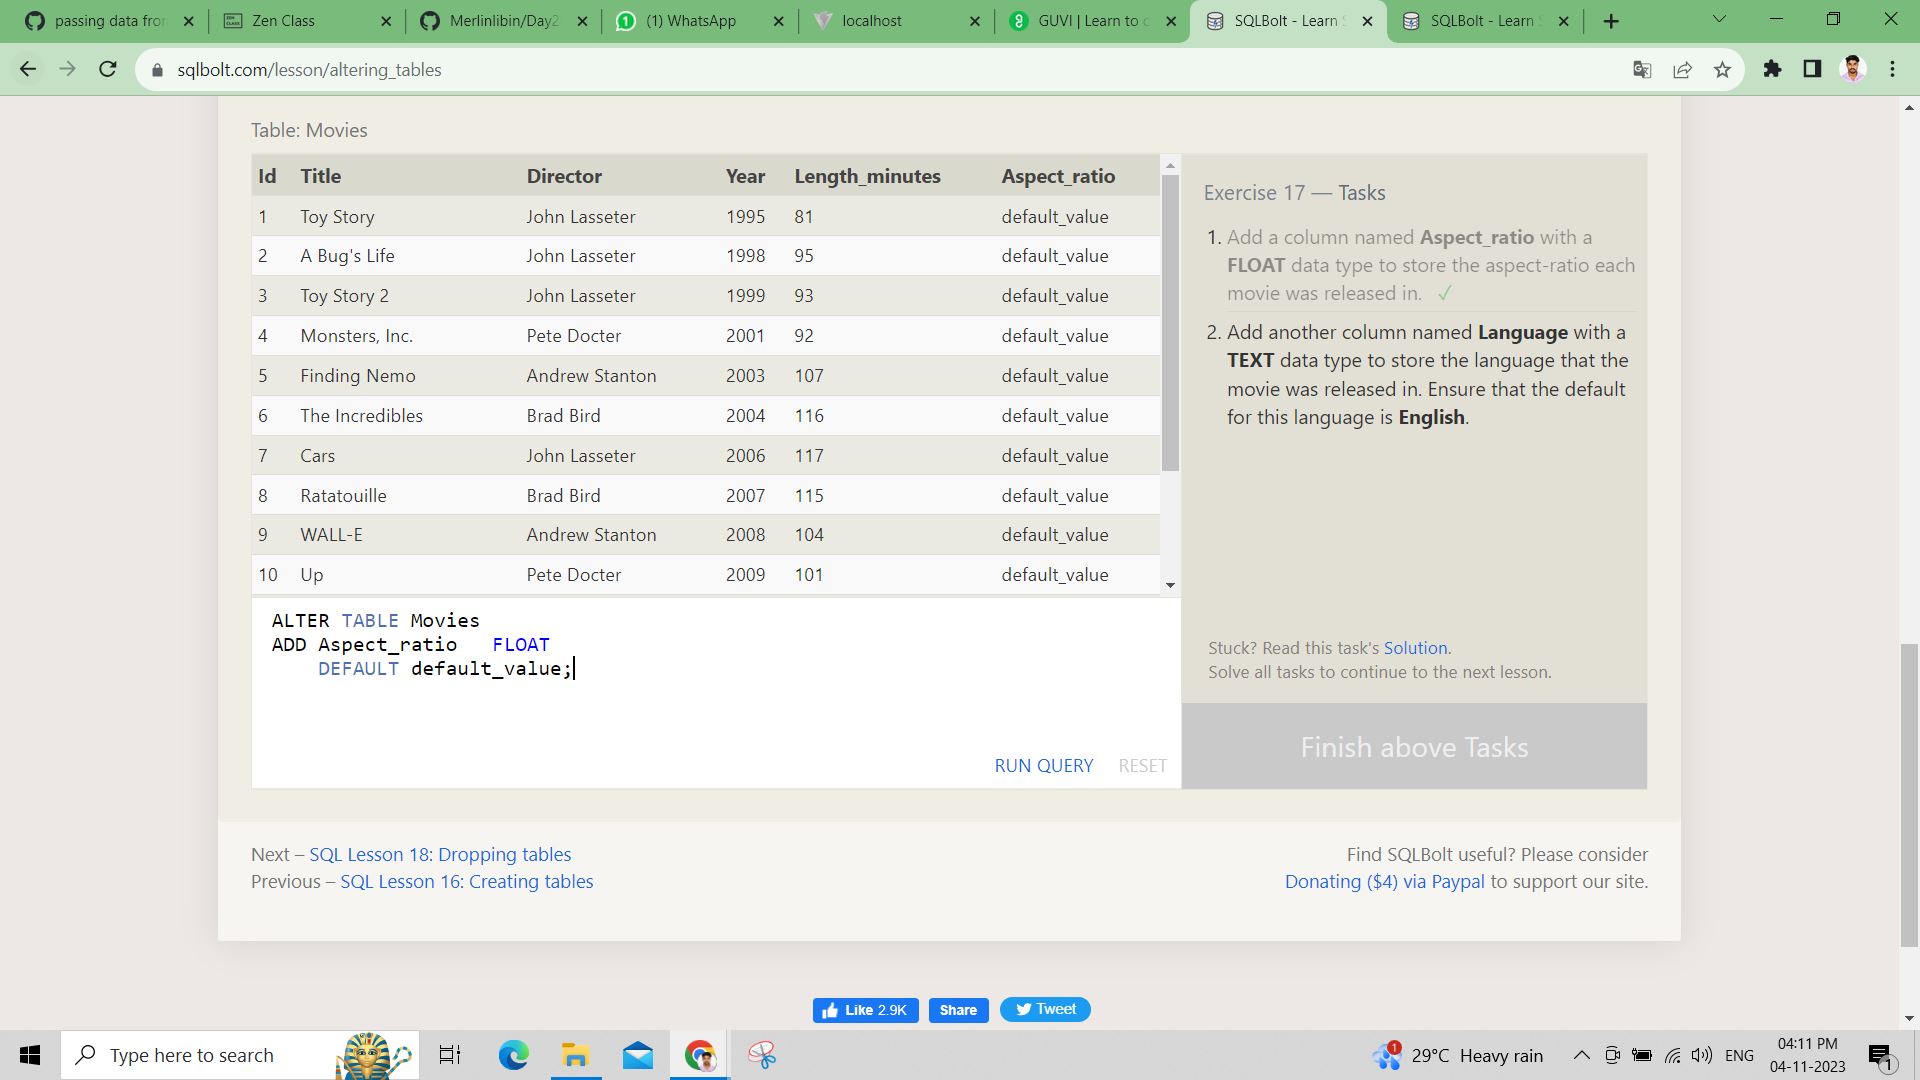 passing data from
Zen Class
Merlinlibin/Day2
(1) WhatsApp
localhost
GUVI | Learn to c
SQLBolt - Learn S
SQLBolt - Learn S
sqlbolt.com/lesson/altering_tables
Table: Movies
Id Title Director Year Length_minutes Aspect_ratio
1 Toy Story John Lasseter 1995 81 default_value
2 A Bug's Life John Lasseter 1998 95 default_value
3 Toy Story 2 John Lasseter 1999 93 default_value
4 Monsters, Inc. Pete Docter 2001 92 default_value
5 Finding Nemo Andrew Stanton 2003 107 default_value
6 The Incredibles Brad Bird 2004 116 default_value
7 Cars John Lasseter 2006 117 default_value
8 Ratatouille Brad Bird 2007 115 default_value
9 WALL-E Andrew Stanton 2008 104 default_value
10 Up Pete Docter 2009 101 default_value
ALTER TABLE Movies
ADD Aspect_ratio FLOAT
DEFAULT default_value;
RUN QUERY RESET
Exercise 17 — Tasks
1. Add a column named Aspect_ratio with a
FLOAT data type to store the aspect-ratio each
movie was released in. ✓
2. Add another column named Language with a
TEXT data type to store the language that the
movie was released in. Ensure that the default
for this language is English.
Stuck? Read this task's Solution.
Solve all tasks to continue to the next lesson.
Finish above Tasks
Next – SQL Lesson 18: Dropping tables
Previous – SQL Lesson 16: Creating tables
Find SQLBolt useful? Please consider
Donating ($4) via Paypal to support our site.
Like 2.9K
Share
Tweet
Type here to search
1
29°C Heavy rain
ENG
04:11 PM
04-11-2023
1